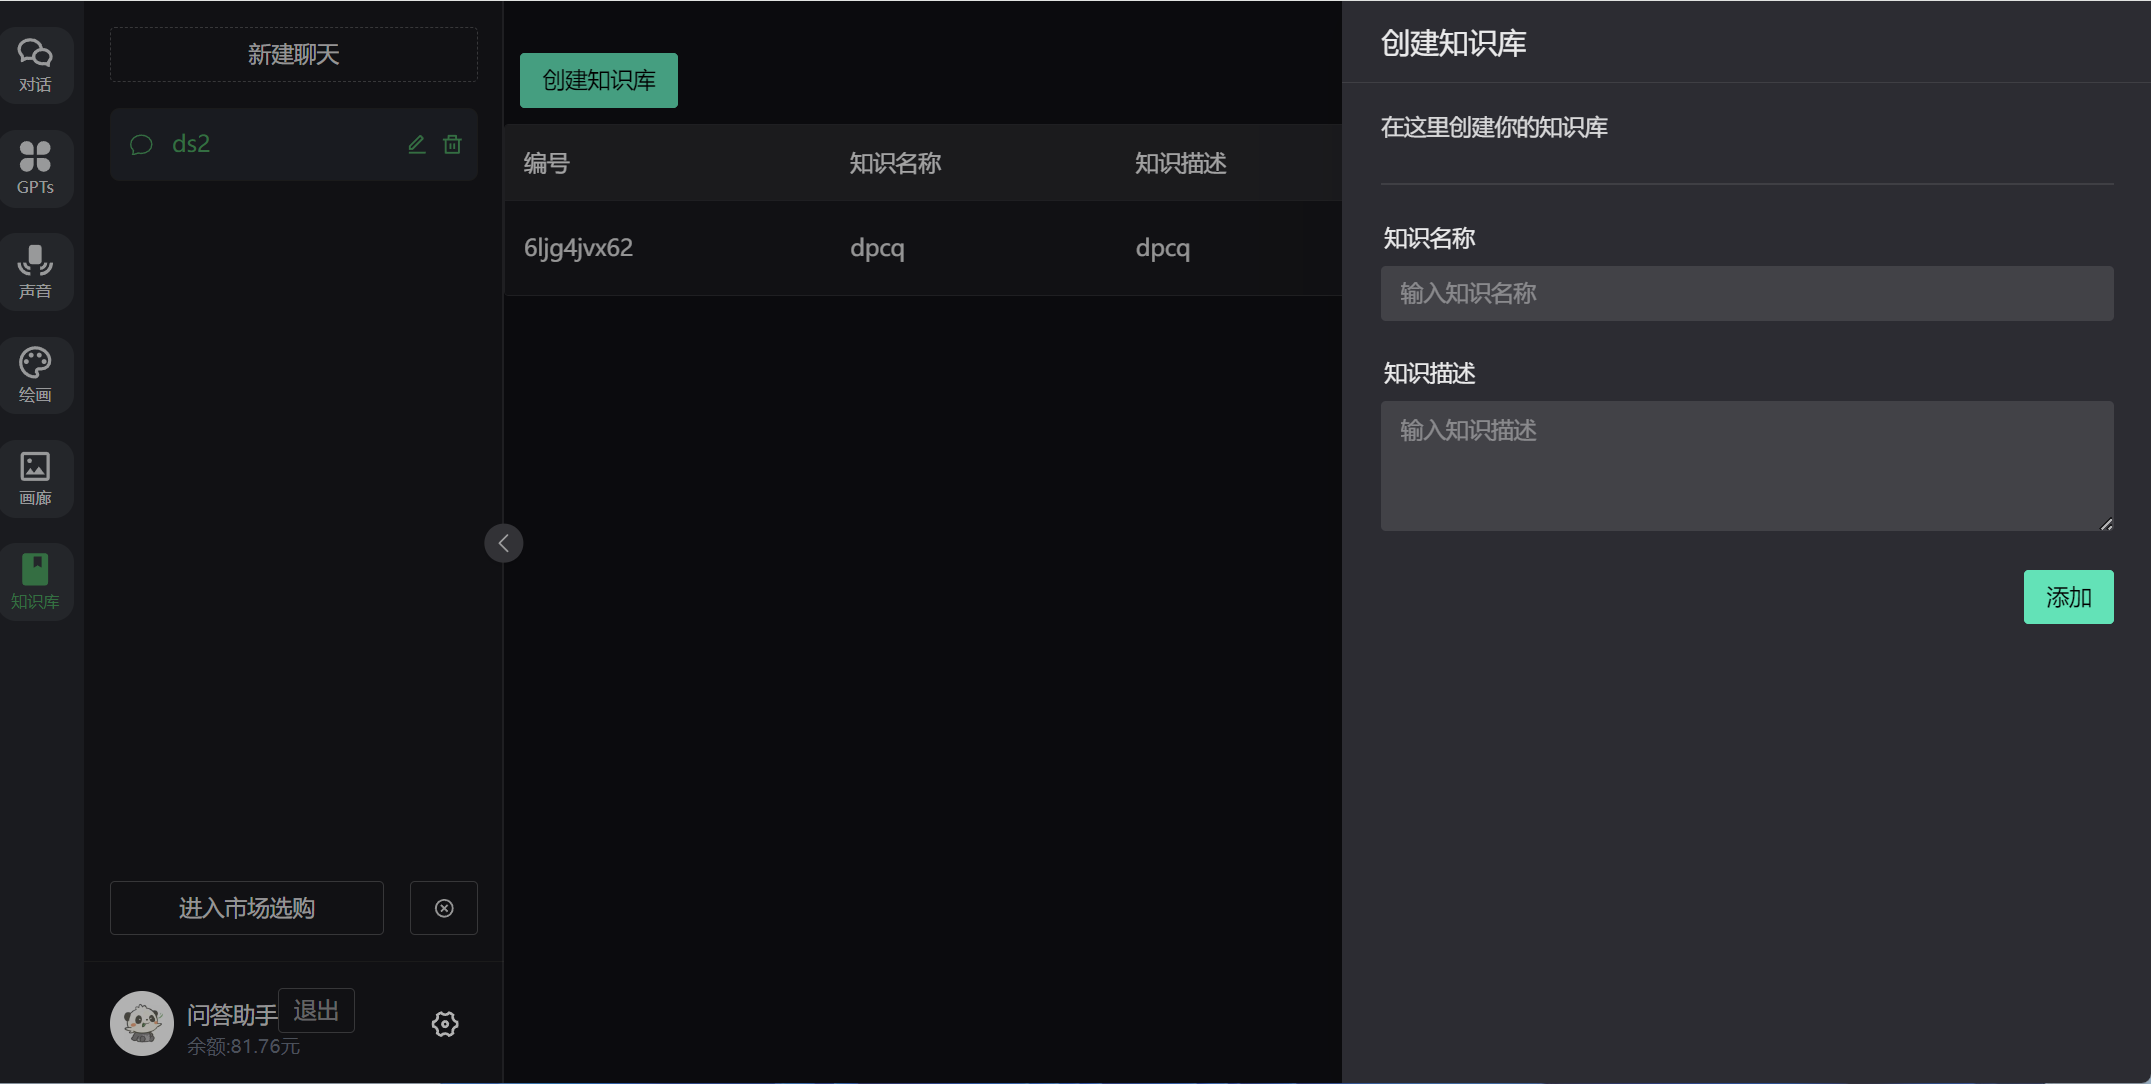 对话
GPTs
声音
绘画
画廊
知识库
新建聊天
ds2
进入市场选购
问答助手
退出
余额:81.76元
创建知识库
编号 知识名称 知识描述
6ljg4jvx62 dpcq dpcq
创建知识库
在这里创建你的知识库
知识名称
输入知识名称
知识描述
输入知识描述
添加